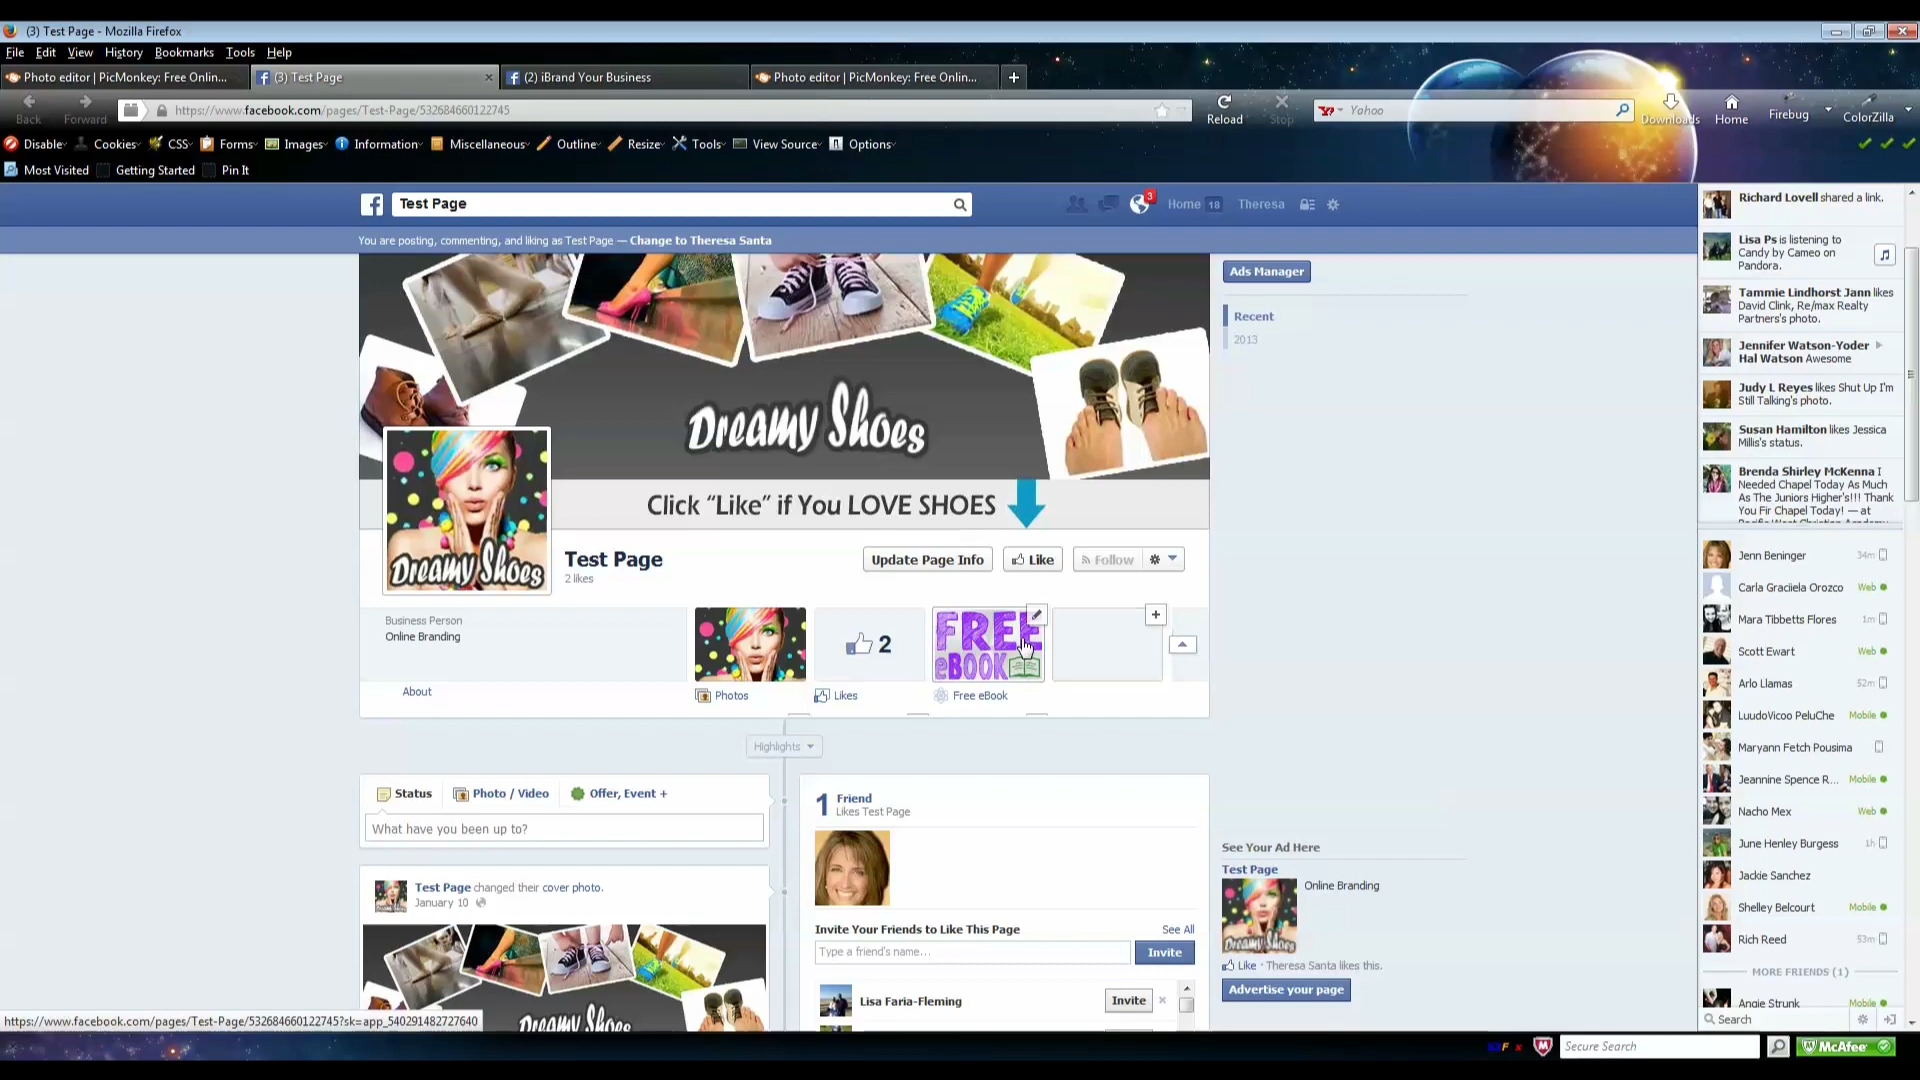 (3) Test Page - Mozilla Firefox
File Edit View History Bookmarks Tools Help
Photo editor | PicMonkey: Free Onlin...
(3) Test Page
(2) iBrand Your Business
Photo editor | PicMonkey: Free Onlin...
Back Forward
https://www.facebook.com/pages/Test-Page/532684660122745
Reload Stop
Yahoo
Downloads Home Firebug ColorZilla
Disable Cookies CSS Forms Images Information Miscellaneous Outline Resize Tools View Source Options
Most Visited Getting Started Pin It
Test Page
3
Home 18 Theresa
You are posting, commenting, and liking as Test Page — Change to Theresa Santa
Dreamy Shoes
Click “Like” if You LOVE SHOES
Dreamy Shoes
Test Page
2 likes
Update Page Info Like Follow
Business Person
Online Branding
About
2
FREE
eBOOK
Photos Likes Free eBook
Highlights
Status Photo / Video Offer, Event +
What have you been up to?
Test Page changed their cover photo.
January 10
Dreamy Shoes
1 Friend
Likes Test Page
Invite Your Friends to Like This Page See All
Type a friend's name... Invite
Lisa Faria-Fleming Invite
Ads Manager
Recent
2013
See Your Ad Here
Test Page
Online Branding
Dreamy Shoes
Like · Theresa Santa likes this.
Advertise your page
Richard Lovell shared a link.
Lisa Ps is listening to
Candy by Cameo on
Pandora.
Tammie Lindhorst Jann likes
David Clink, Re/max Realty
Partners's photo.
Jennifer Watson-Yoder
Hal Watson Awesome
Judy L Reyes likes Shut Up I'm
Still Talking's photo.
Susan Hamilton likes Jessica
Millis's status.
Brenda Shirley McKenna I
Needed Chapel Today As Much
As The Juniors Higher's!!! Thank
You Fir Chapel Today! — at
Jenn Beninger 34m
Carla Graciiela Orozco Web
Mara Tibbetts Flores 1m
Scott Ewart Web
Arlo Llamas 52m
LuudoVicoo PeluChe Mobile
Maryann Fetch Pousima
Jeannine Spence R... Mobile
Nacho Mex Web
June Henley Burgess 1h
Jackie Sanchez
Shelley Belcourt Mobile
Rich Reed 53m
MORE FRIENDS (1)
Angie Strunk Mobile
Search
https://www.facebook.com/pages/Test-Page/532684660122745?sk=app_540291482727640
Secure Search
McAfee